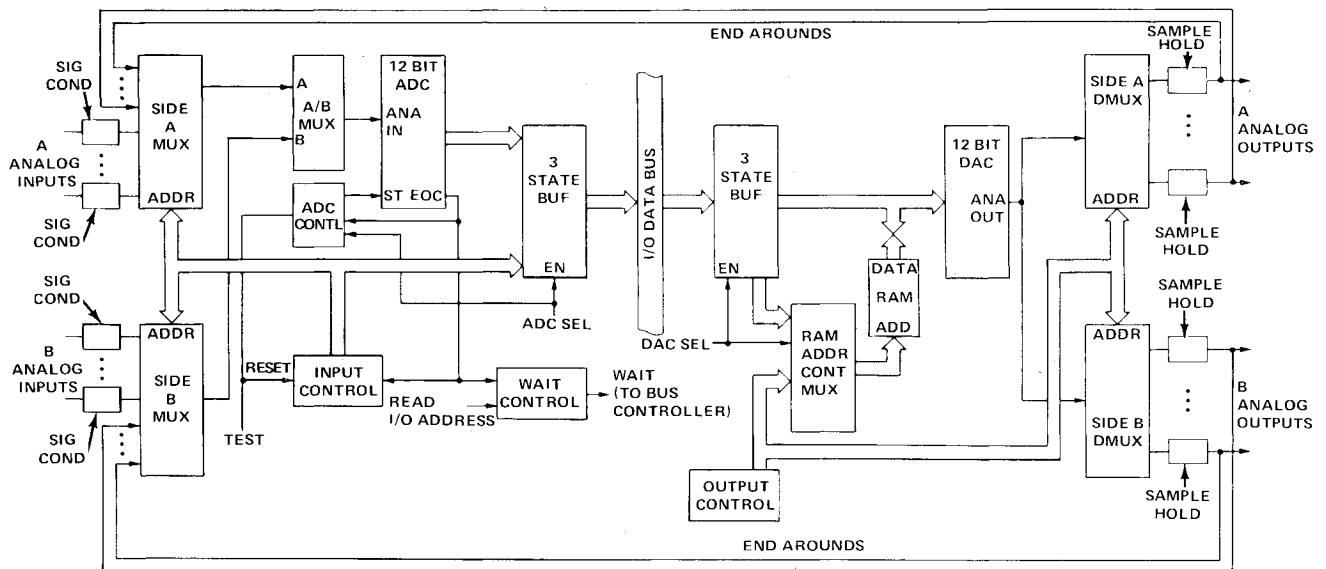 END AROUNDS
SAMPLE
HOLD
SIG
COND
12 BIT
ADC
SIDE
A
MUX
ADDR
A
A/B
MUX
B
ANA
IN
ST EOC
3
STATE
BUF
EN
I/O DATA BUS
3
STATE
BUF
EN
12 BIT
DAC
ANA
OUT
SIDE A
DMUX
ADDR
A
ANALOG
OUTPUTS
A
ANALOG
INPUTS
SIG
COND
ADC
CONTL
SAMPLE
HOLD
DATA
RAM
ADD
SIG
COND
ADC SEL
DAC SEL
RAM
ADDR
CONT
MUX
SAMPLE
HOLD
ADDR
SIDE
B
MUX
B
ANALOG
INPUTS
RESET
INPUT
CONTROL
READ
I/O ADDRESS
WAIT
CONTROL
WAIT
(TO BUS
CONTROLLER)
ADDR
SIDE B
DMUX
B
ANALOG
OUTPUTS
SIG
COND
TEST
OUTPUT
CONTROL
SAMPLE
HOLD
END AROUNDS